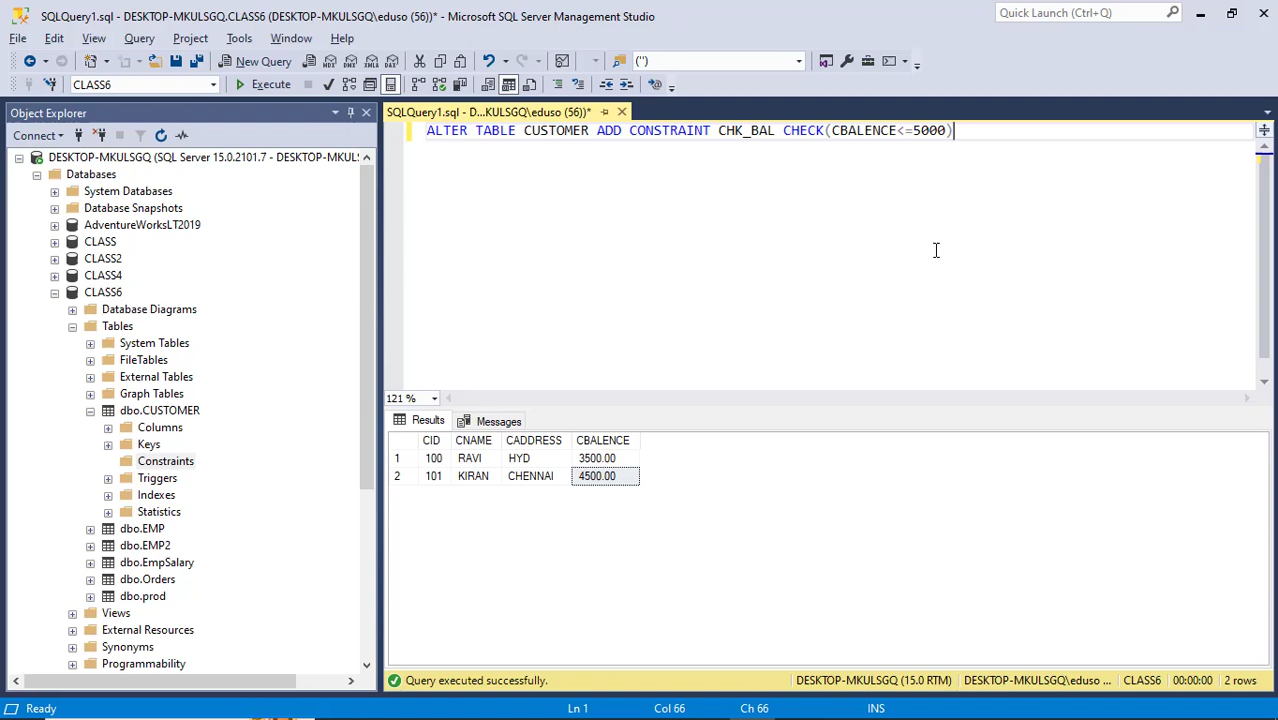 SQLQuery1.sql - DESKTOP-MKULSGQ.CLASS6 (DESKTOP-MKULSGQ\eduso (56))* - Microsoft SQL Server Management Studio
Quick Launch (Ctrl+Q)
File Edit View Query Project Tools Window Help
New Query
MDX DMX XMLA DAX
(")
CLASS6
Execute
Object Explorer
SQLQuery1.sql - D...KULSGQ\eduso (56))*
Connect
ALTER TABLE CUSTOMER ADD CONSTRAINT CHK_BAL CHECK(CBALENCE<=5000)
DESKTOP-MKULSGQ (SQL Server 15.0.2101.7 - DESKTOP-MKULS
Databases
System Databases
Database Snapshots
AdventureWorksLT2019
CLASS
CLASS2
CLASS4
CLASS6
Database Diagrams
Tables
System Tables
FileTables
External Tables
Graph Tables
dbo.CUSTOMER
Columns
Keys
Constraints
Triggers
Indexes
Statistics
dbo.EMP
dbo.EMP2
dbo.EmpSalary
dbo.Orders
dbo.prod
Views
External Resources
Synonyms
Programmability
121 %
Results Messages
CID CNAME CADDRESS CBALENCE
1 100 RAVI HYD 3500.00
2 101 KIRAN CHENNAI 4500.00
Query executed successfully.
DESKTOP-MKULSGQ (15.0 RTM) DESKTOP-MKULSGQ\eduso ... CLASS6 00:00:00 2 rows
Ready Ln 1 Col 66 Ch 66 INS